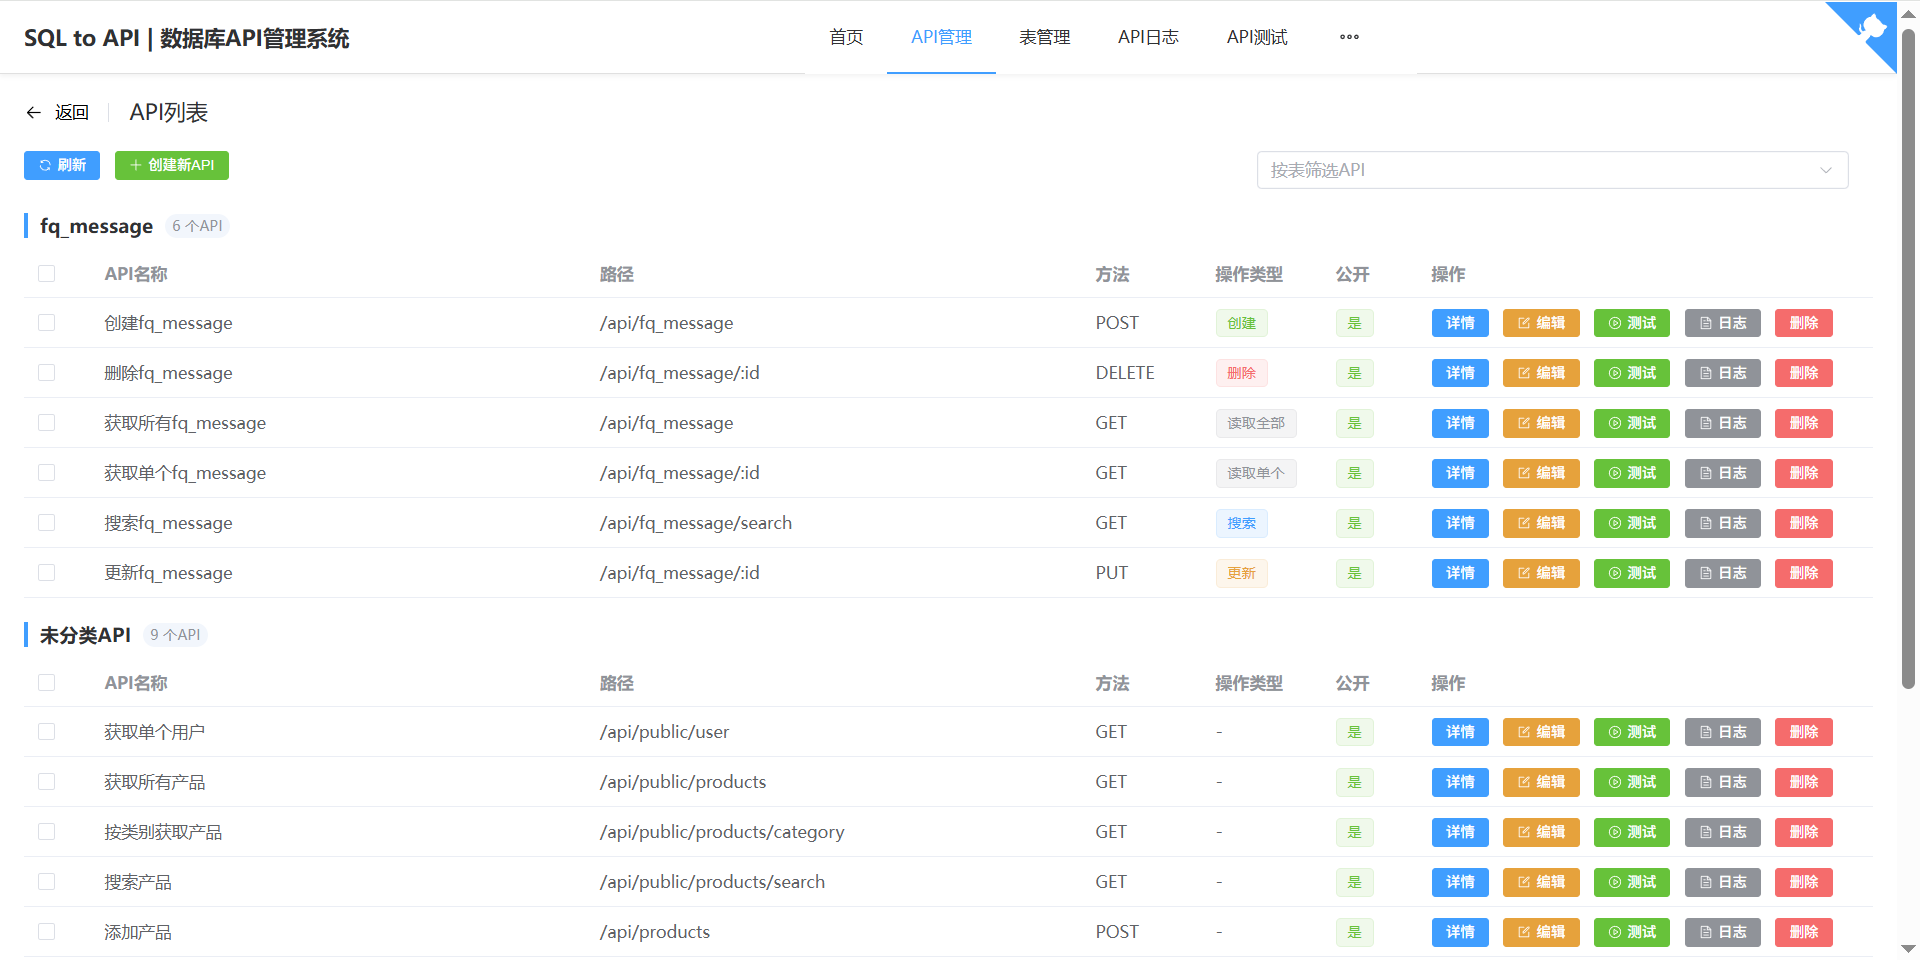 SQL to API | 数据库API管理系统 首页 API管理 表管理 API日志 API测试
返回 API列表
刷新 创建新API 按表筛选API
fq_message 6 个API
API名称 路径 方法 操作类型 公开 操作
创建fq_message /api/fq_message POST 创建 是 详情 编辑 测试 日志 删除
删除fq_message /api/fq_message/:id DELETE 删除 是 详情 编辑 测试 日志 删除
获取所有fq_message /api/fq_message GET 读取全部 是 详情 编辑 测试 日志 删除
获取单个fq_message /api/fq_message/:id GET 读取单个 是 详情 编辑 测试 日志 删除
搜索fq_message /api/fq_message/search GET 搜索 是 详情 编辑 测试 日志 删除
更新fq_message /api/fq_message/:id PUT 更新 是 详情 编辑 测试 日志 删除
未分类API 9 个API
API名称 路径 方法 操作类型 公开 操作
获取单个用户 /api/public/user GET - 是 详情 编辑 测试 日志 删除
获取所有产品 /api/public/products GET - 是 详情 编辑 测试 日志 删除
按类别获取产品 /api/public/products/category GET - 是 详情 编辑 测试 日志 删除
搜索产品 /api/public/products/search GET - 是 详情 编辑 测试 日志 删除
添加产品 /api/products POST - 是 详情 编辑 测试 日志 删除